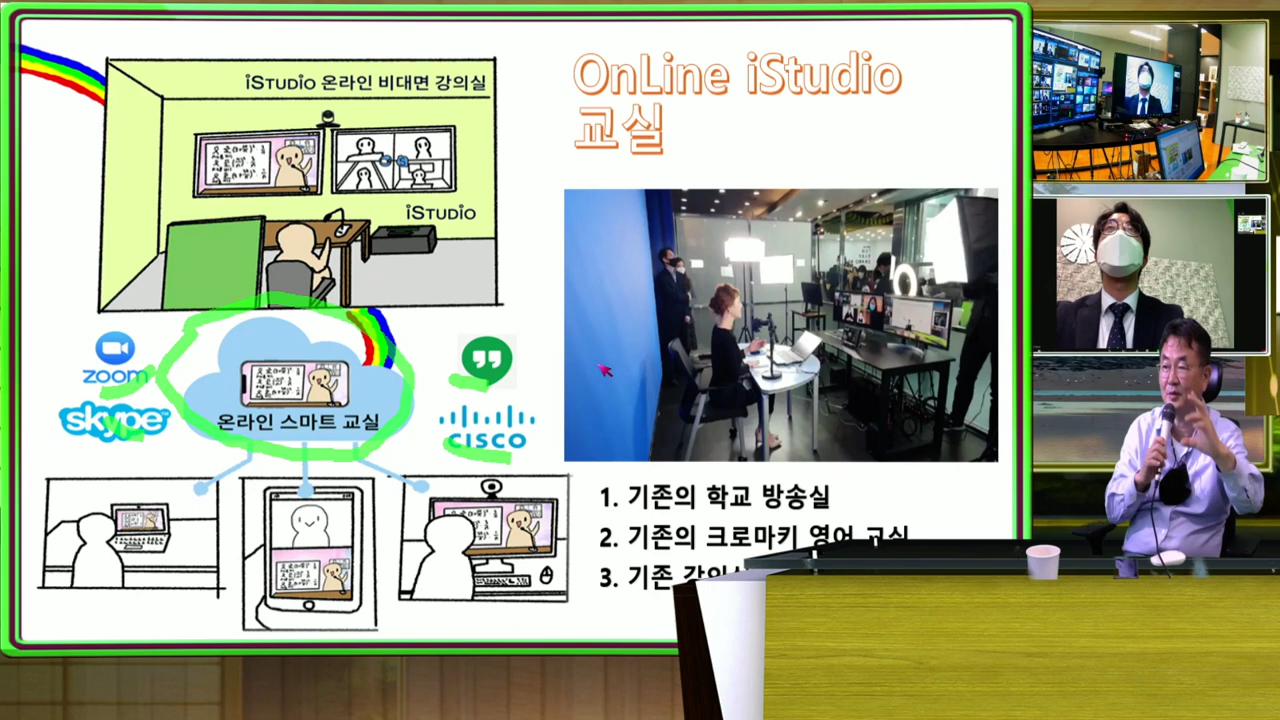 iSTUDIO 온라인 비대면 강의실
iSTUDIO
OnLine iStudio
교실
zoom
skype
온라인 스마트 교실
CISCO
1. 기존의 학교 방송실
2. 기존의 크로마키 영어 교실
3. 기존